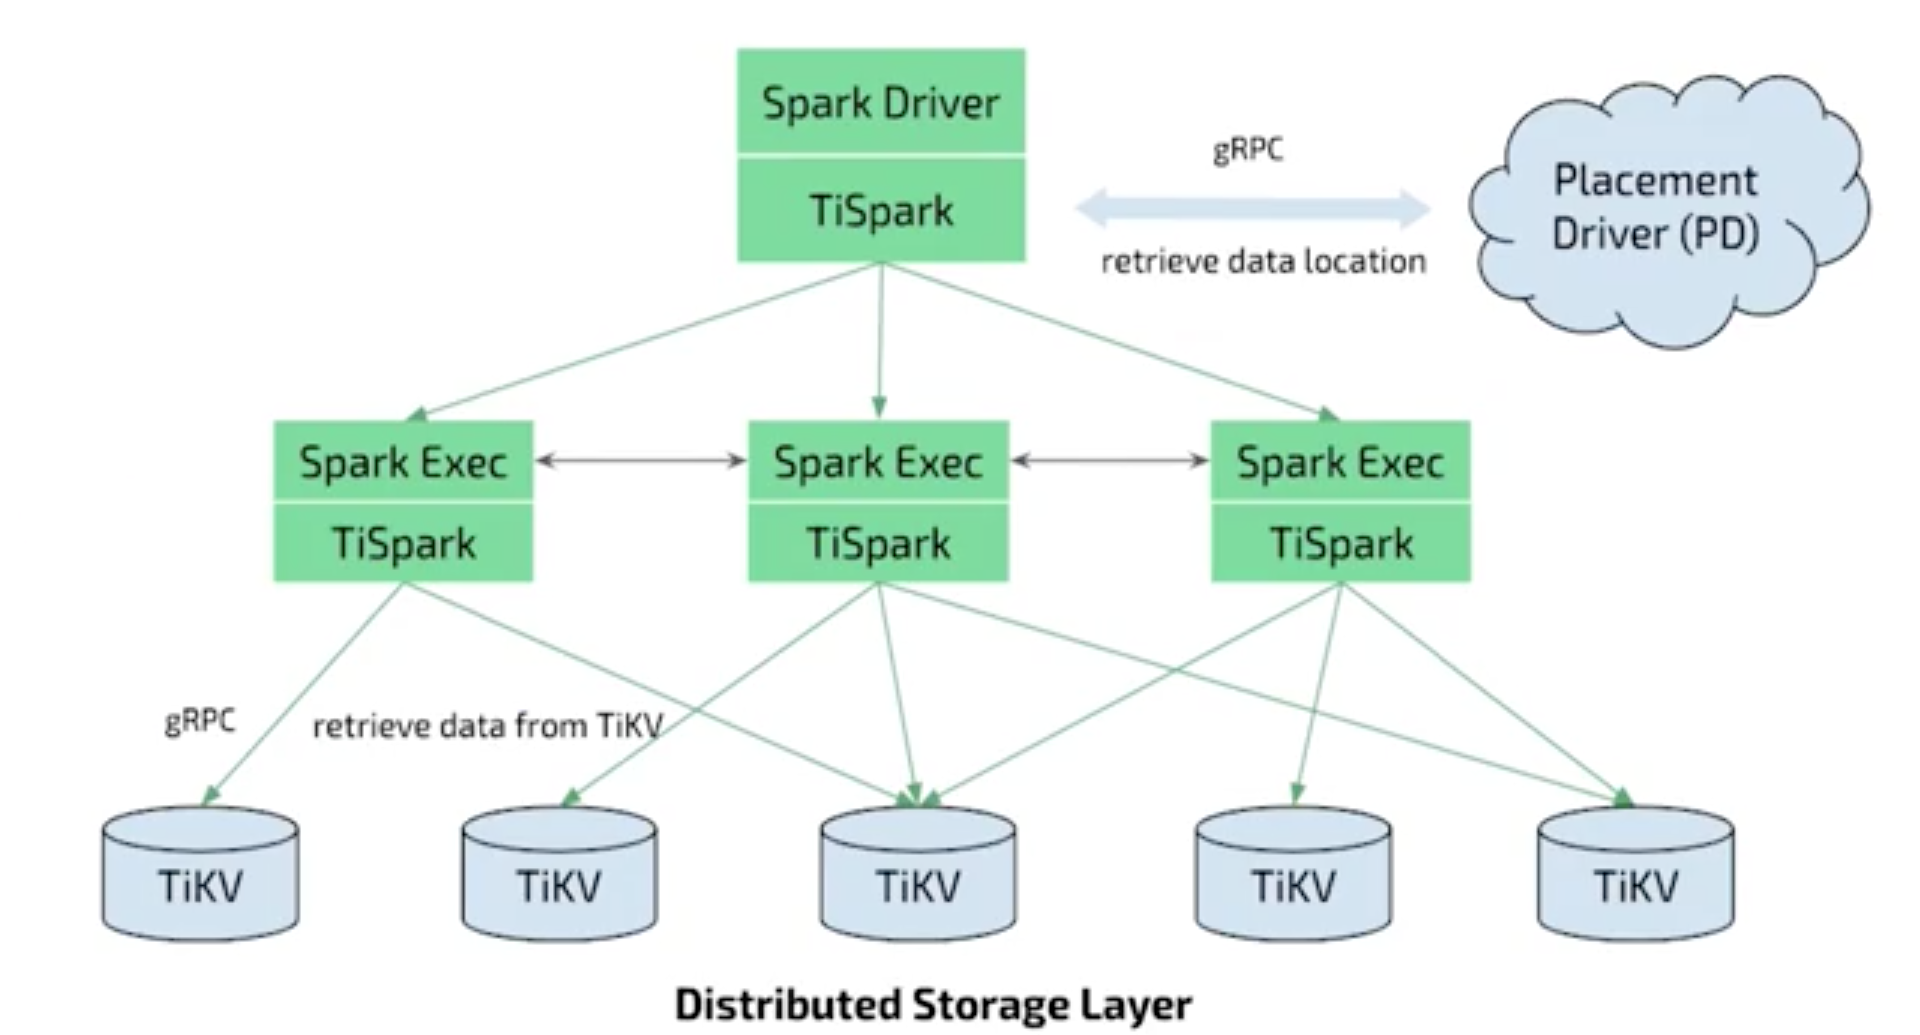 Spark Driver
TiSpark
gRPC
retrieve data location
Placement
Driver (PD)
Spark Exec
TiSpark
Spark Exec
TiSpark
Spark Exec
TiSpark
gRPC
retrieve data from TiKV
TiKV
TiKV
TiKV
TiKV
TiKV
Distributed Storage Layer